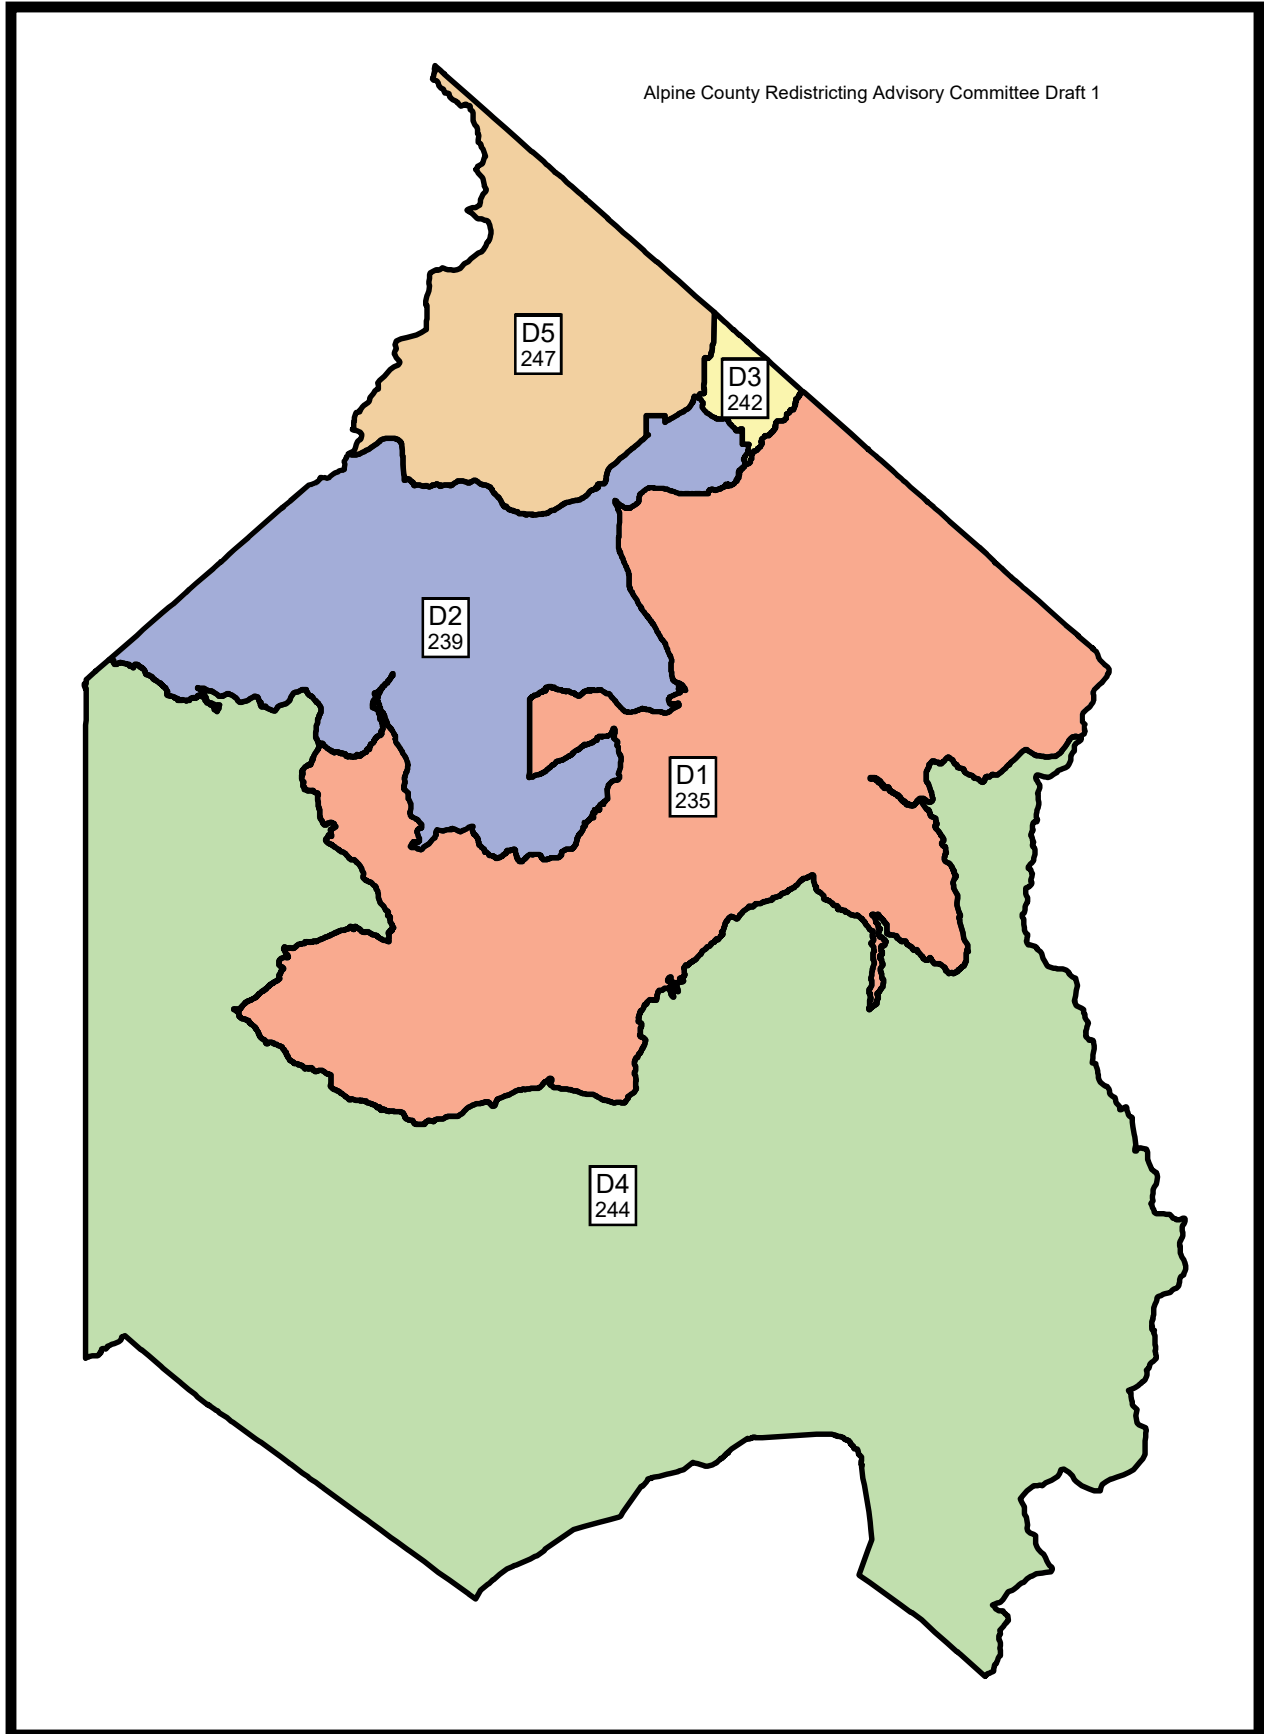 Alpine County Redistricting Advisory Committee Draft 1
D5
247
D3
242
D2
239
D1
235
D4
244